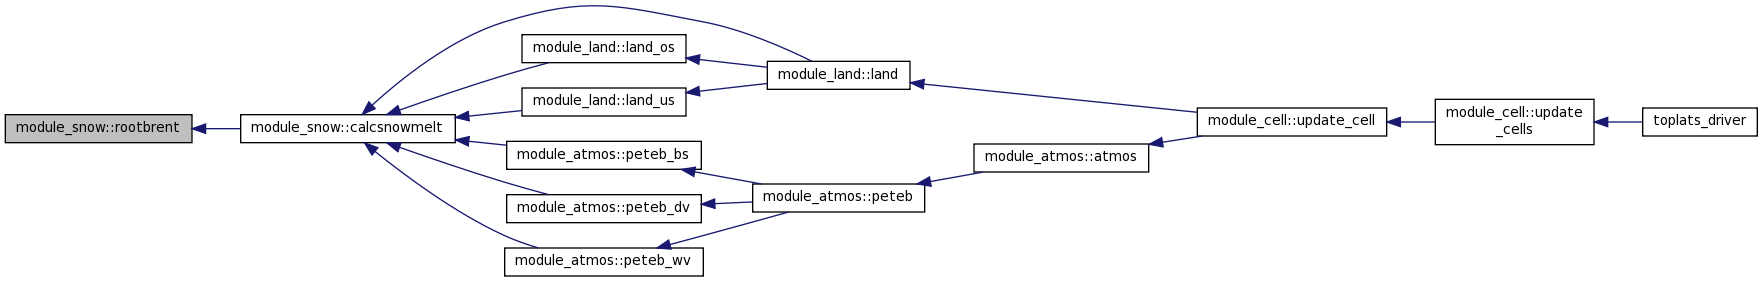 module_snow::rootbrent
module_snow::calcsnowmelt
module_land::land_os
module_land::land_us
module_atmos::peteb_bs
module_atmos::peteb_dv
module_atmos::peteb_wv
module_land::land
module_atmos::peteb
module_atmos::atmos
module_cell::update_cell
module_cell::update
_cells
toplats_driver